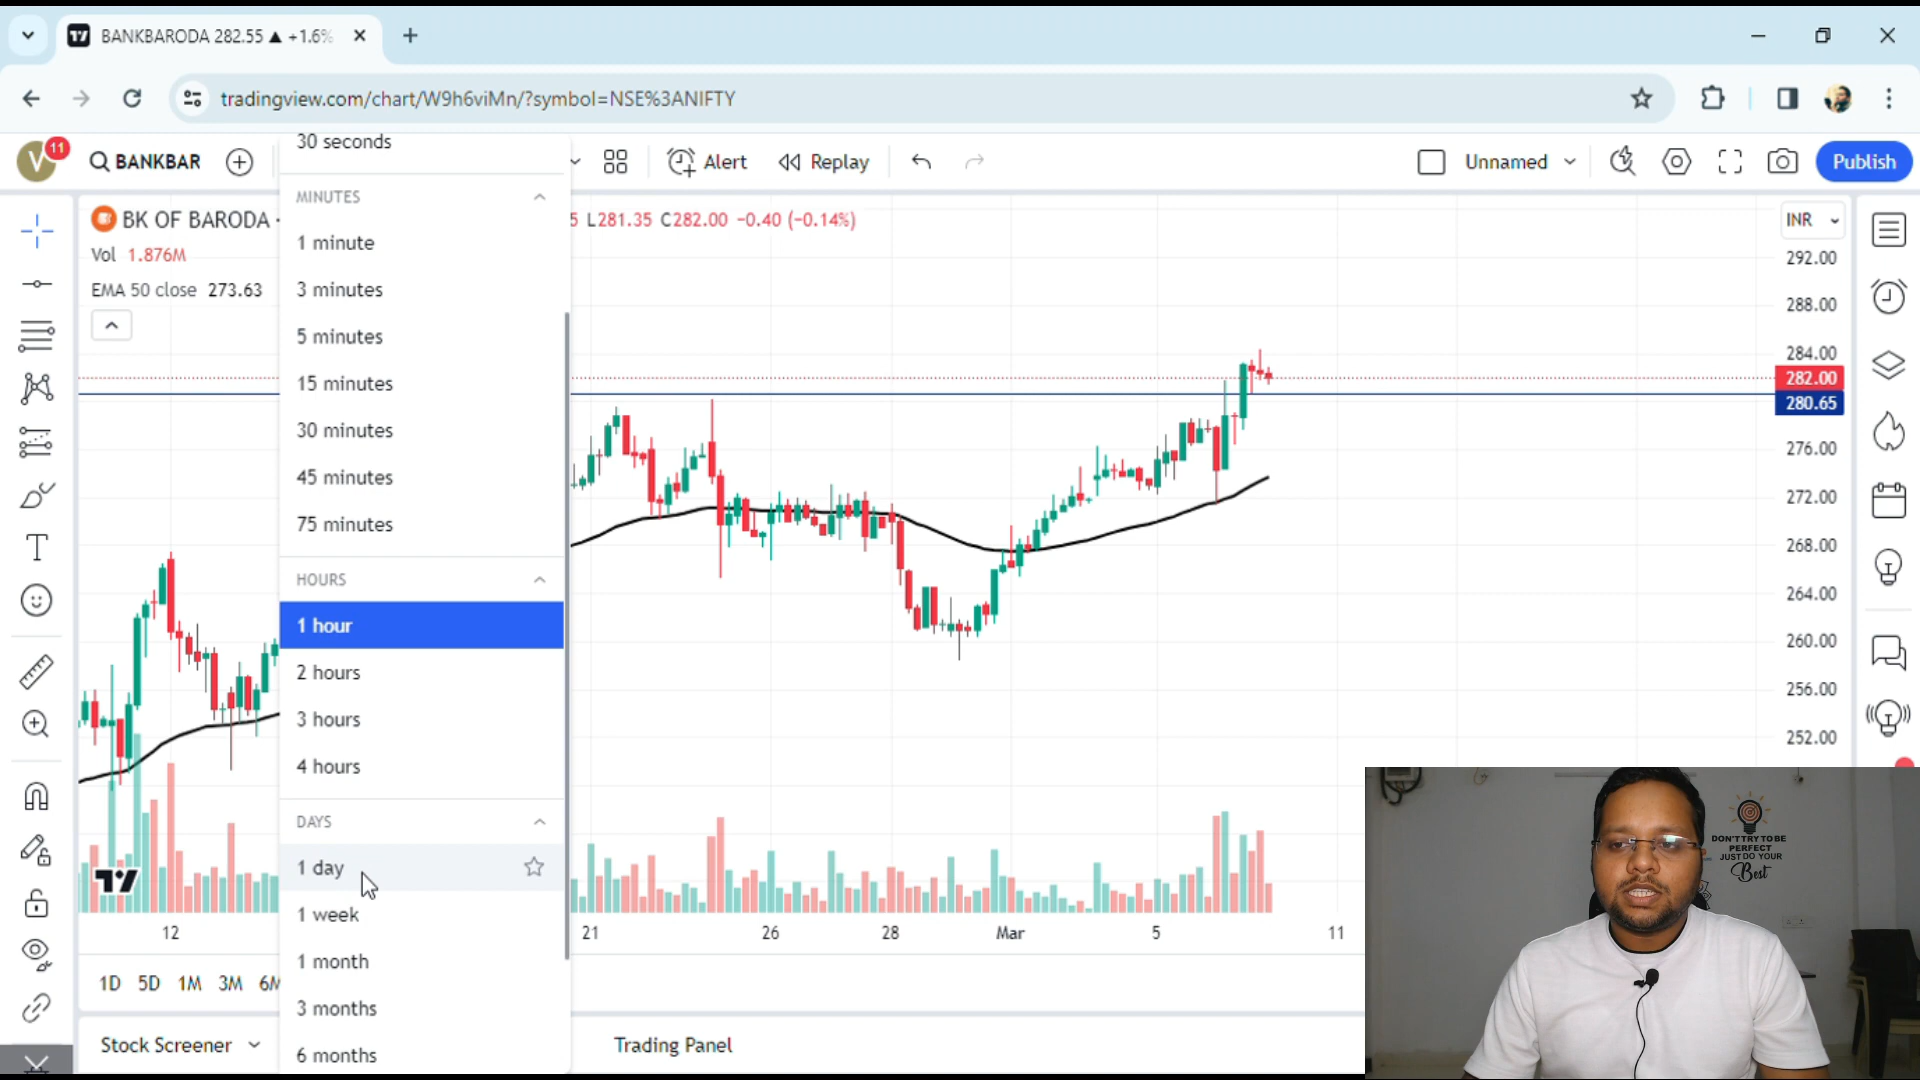 BANKBARODA 282.55 ▲ +1.6%
tradingview.com/chart/W9h6viMn/?symbol=NSE%3ANIFTY
V
11
BANKBAR
30 seconds
Alert
Replay
Unnamed
Publish
BK OF BARODA ·
5 L281.35 C282.00 −0.40 (−0.14%)
INR
Vol 1.876M
EMA 50 close 273.63
MINUTES
1 minute
3 minutes
5 minutes
15 minutes
30 minutes
45 minutes
75 minutes
HOURS
1 hour
2 hours
3 hours
4 hours
DAYS
1 day
1 week
1 month
3 months
6 months
292.00
288.00
284.00
282.00
280.65
276.00
272.00
268.00
264.00
260.00
256.00
252.00
12
21
26
28
Mar
5
11
1D 5D 1M 3M 6M
Stock Screener
Trading Panel
DON'T TRY TO BE
PERFECT
JUST DO YOUR
Best